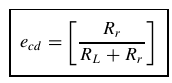 e_{cd} = \left[ \frac{R_r}{R_L + R_r} \right]